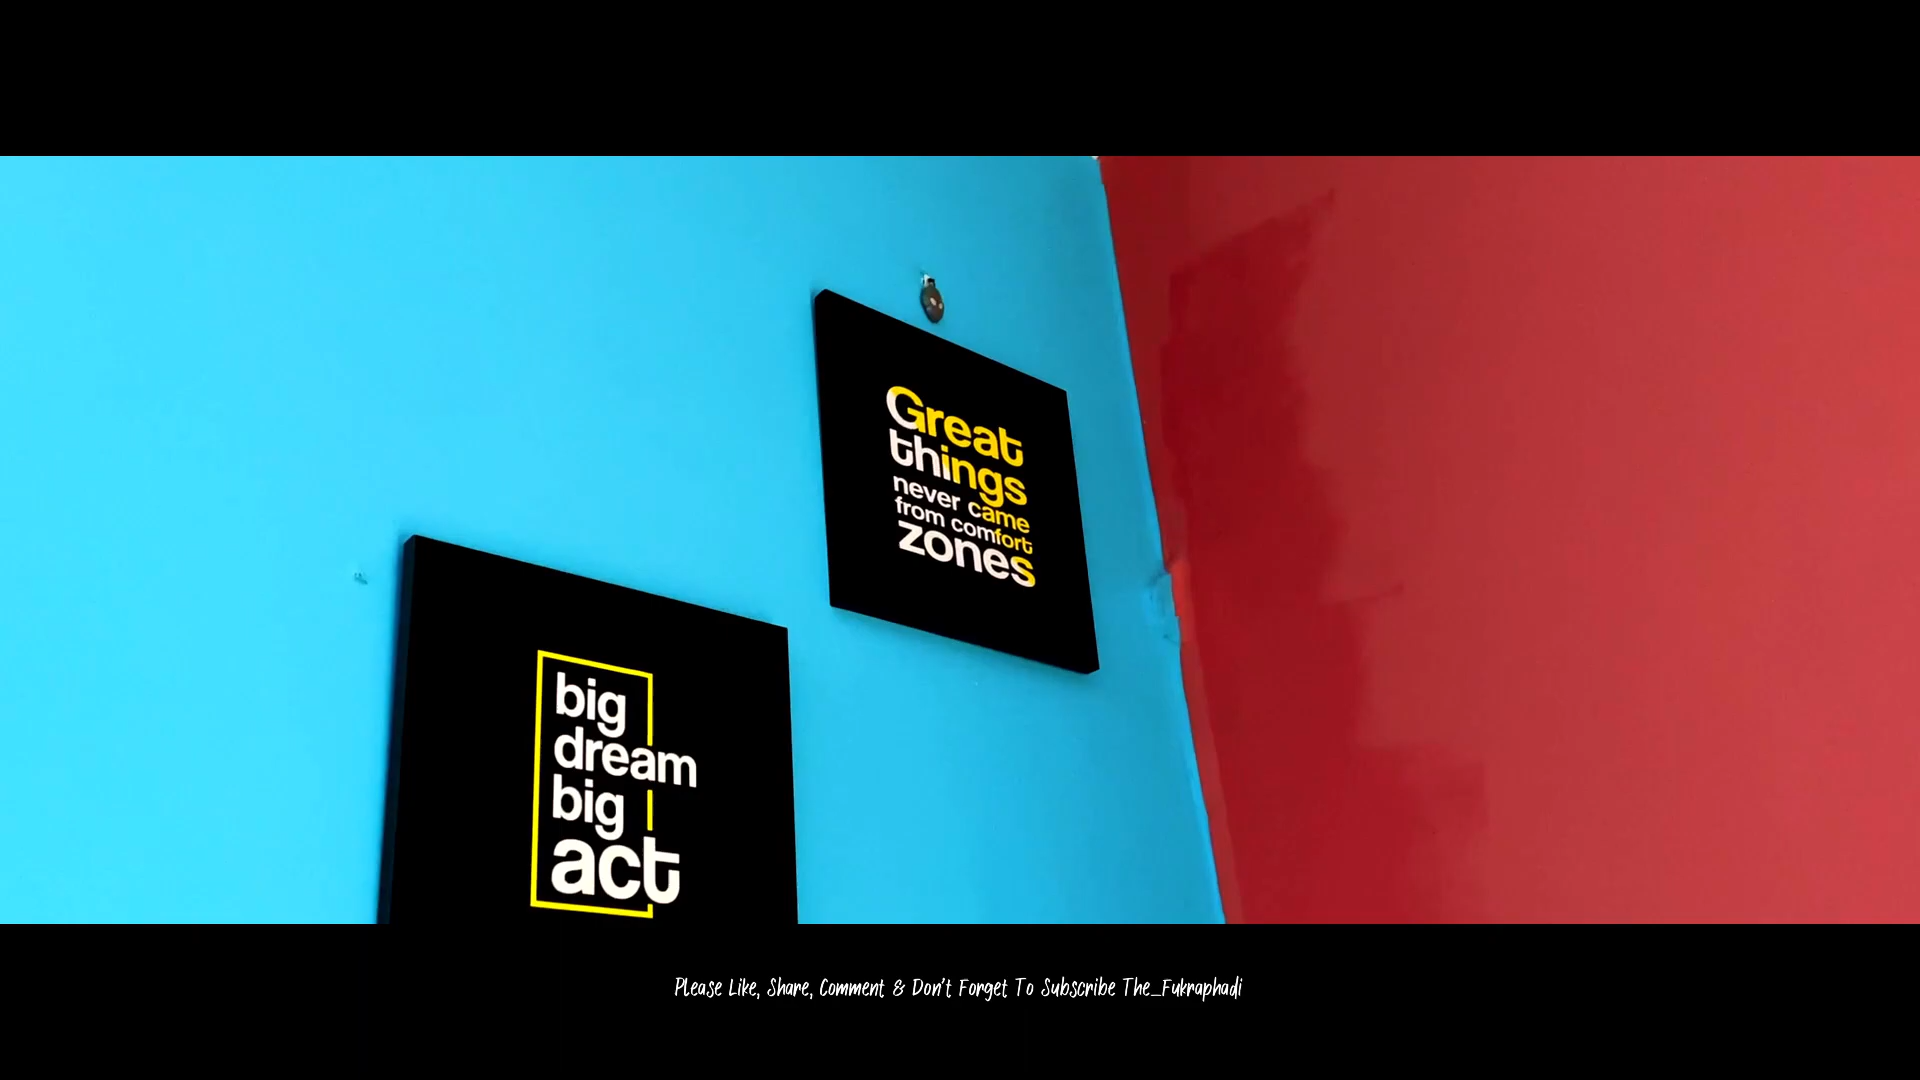 Great
things
never came
from comfort
zones
big
dream
big
act
Please Like, Share, Comment & Don't Forget To Subscribe The_Fukraphadi